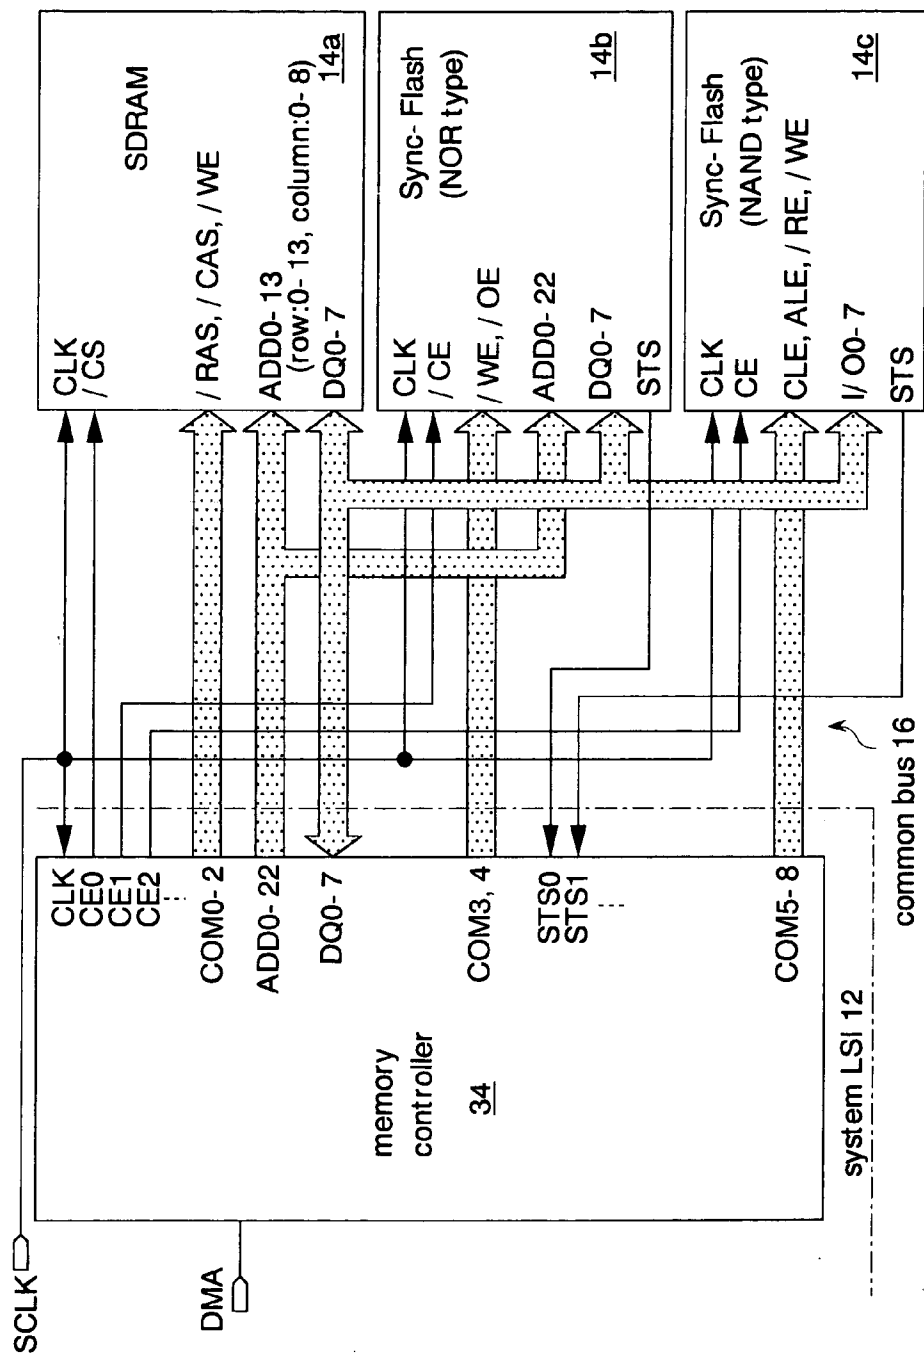 SCLK
DMA
memory
controller
34
CLK
CE0
CE1
CE2
COM0-2
ADD0-22
DQ0-7
COM3, 4
STS0
STS1
COM5-8
system LSI 12
common bus 16
SDRAM
14a
CLK
/CS
/RAS, /CAS, /WE
ADD0-13
(row:0-13, column:0-8)
DQ0-7
Sync-Flash
(NOR type)
14b
CLK
/CE
/WE, /OE
ADD0-22
DQ0-7
STS
Sync-Flash
(NAND type)
14c
CLK
CE
CLE, ALE, /RE, /WE
I/O0-7
STS